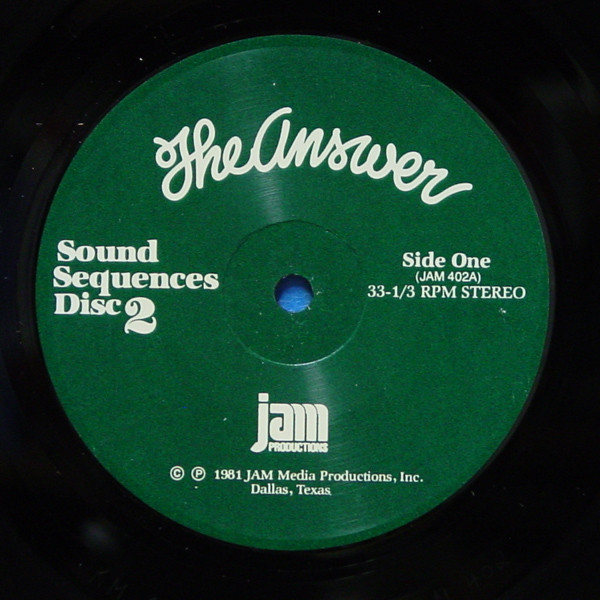 The Answer
Sound
Sequences
Disc 2
Side One
(JAM 402A)
33-1/3 RPM STEREO
jam
PRODUCTIONS
© ℗ 1981 JAM Media Productions, Inc.
Dallas, Texas